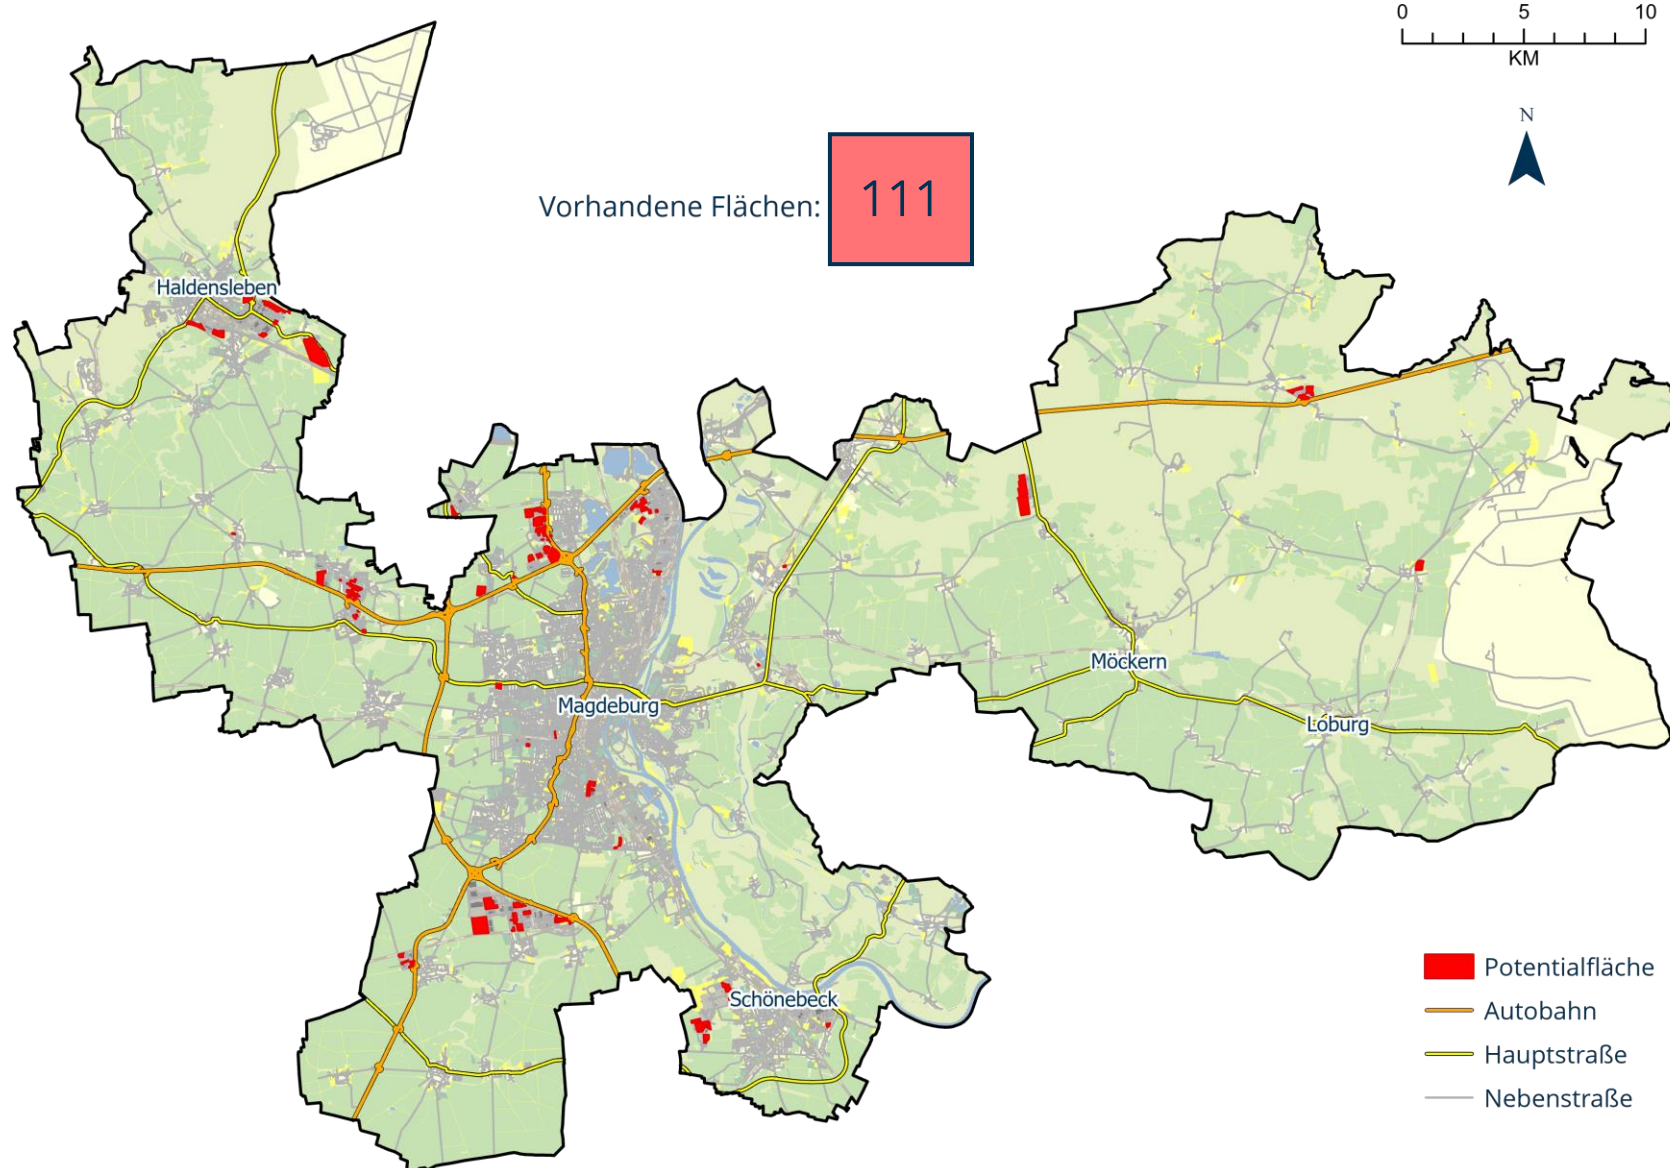 0 5 10
KM
N
Vorhandene Flächen: 111
Haldensleben
Magdeburg
Möckern
Loburg
Schönebeck
Potentialfläche
Autobahn
Hauptstraße
Nebenstraße